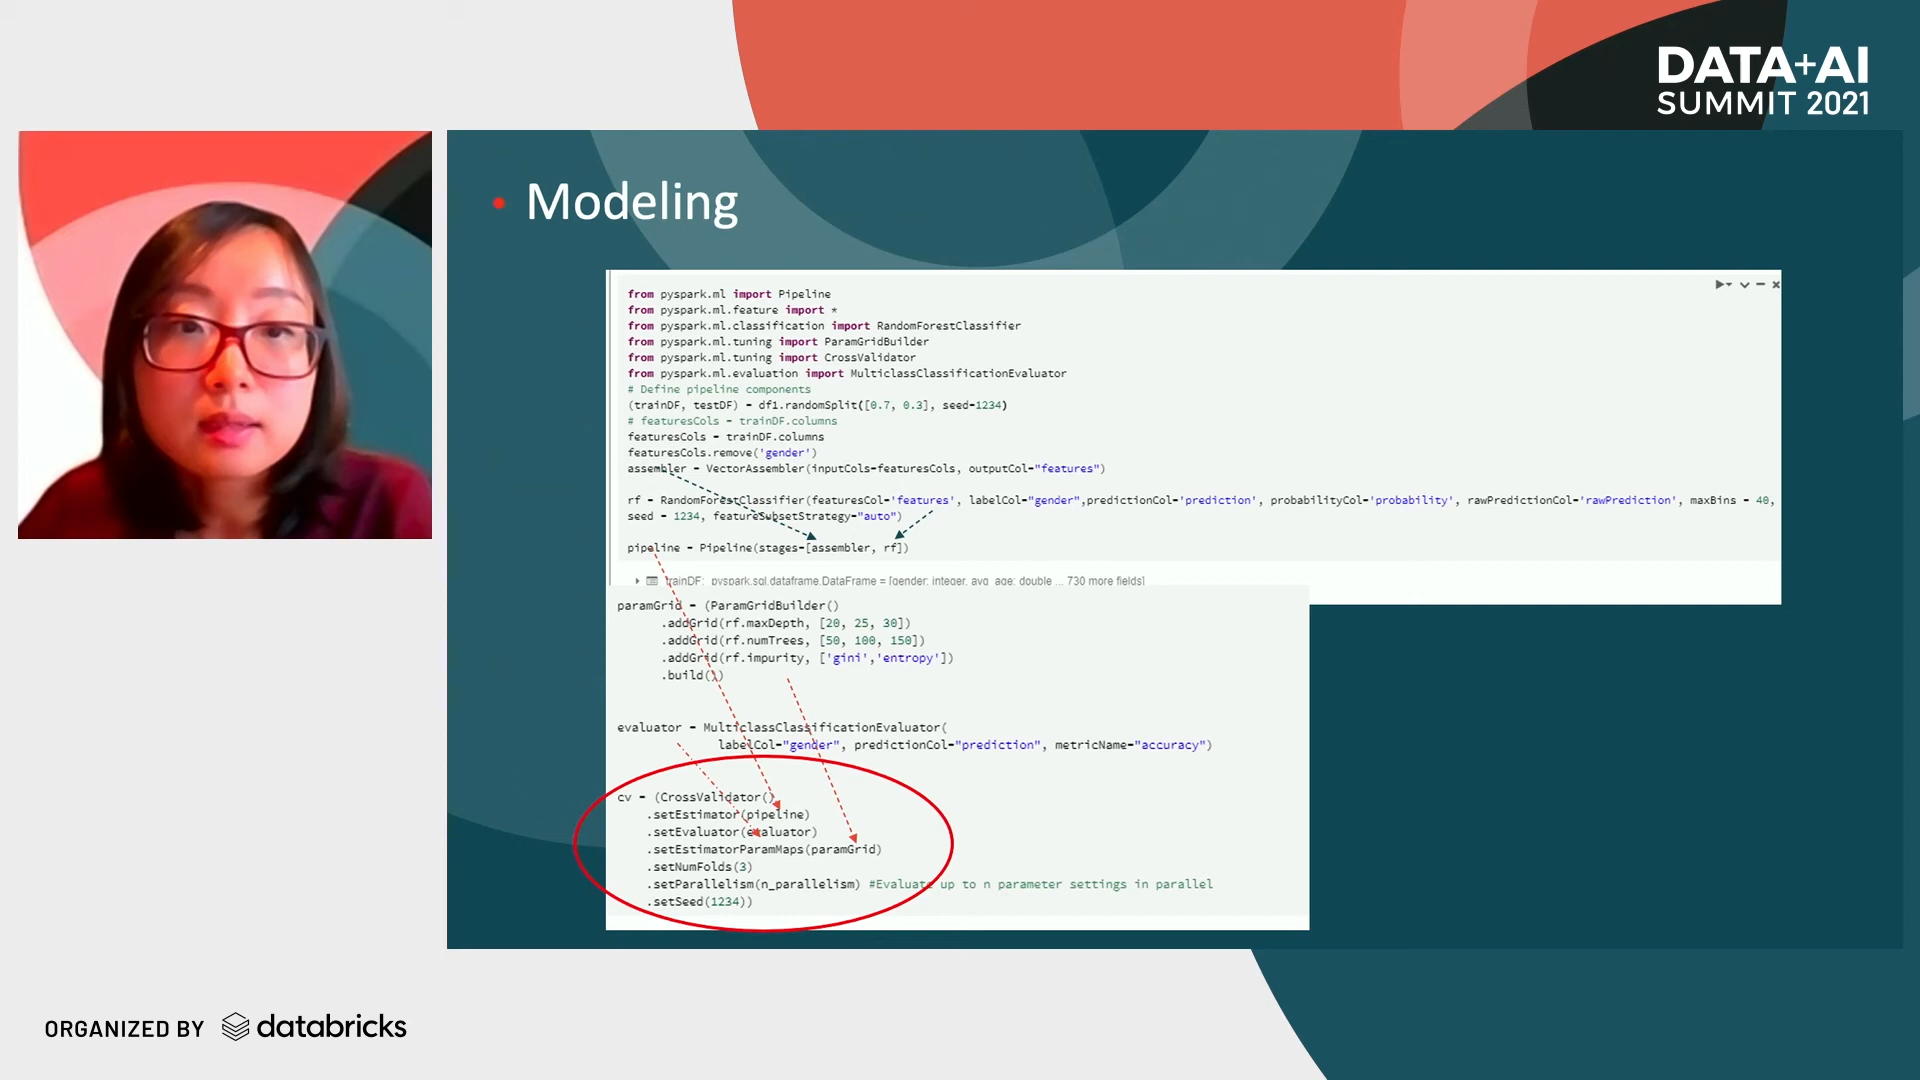 DATA+AI
SUMMIT 2021
• Modeling
from pyspark.ml import Pipeline
from pyspark.ml.feature import *
from pyspark.ml.classification import RandomForestClassifier
from pyspark.ml.tuning import ParamGridBuilder
from pyspark.ml.tuning import CrossValidator
from pyspark.ml.evaluation import MulticlassClassificationEvaluator
# Define pipeline components
(trainDF, testDF) = df1.randomSplit([0.7, 0.3], seed=1234)
# featuresCols = trainDF.columns
featuresCols = trainDF.columns
featuresCols.remove('gender')
assembler = VectorAssembler(inputCols=featuresCols, outputCol="features")
rf = RandomForestClassifier(featuresCol='features', labelCol="gender",predictionCol='prediction', probabilityCol='probability', rawPredictionCol='rawPrediction', maxBins = 40,
seed = 1234, featureSubsetStrategy="auto")
pipeline = Pipeline(stages=[assembler, rf])
trainDF: pyspark.sql.dataframe.DataFrame = [gender: integer, avg_age: double ... 730 more fields]
paramGrid = (ParamGridBuilder()
.addGrid(rf.maxDepth, [20, 25, 30])
.addGrid(rf.numTrees, [50, 100, 150])
.addGrid(rf.impurity, ['gini','entropy'])
.build())
evaluator = MulticlassClassificationEvaluator(
labelCol="gender", predictionCol="prediction", metricName="accuracy")
cv = (CrossValidator()
.setEstimator(pipeline)
.setEvaluator(evaluator)
.setEstimatorParamMaps(paramGrid)
.setNumFolds(3)
.setParallelism(n_parallelism) #Evaluate up to n parameter settings in parallel
.setSeed(1234))
ORGANIZED BY databricks